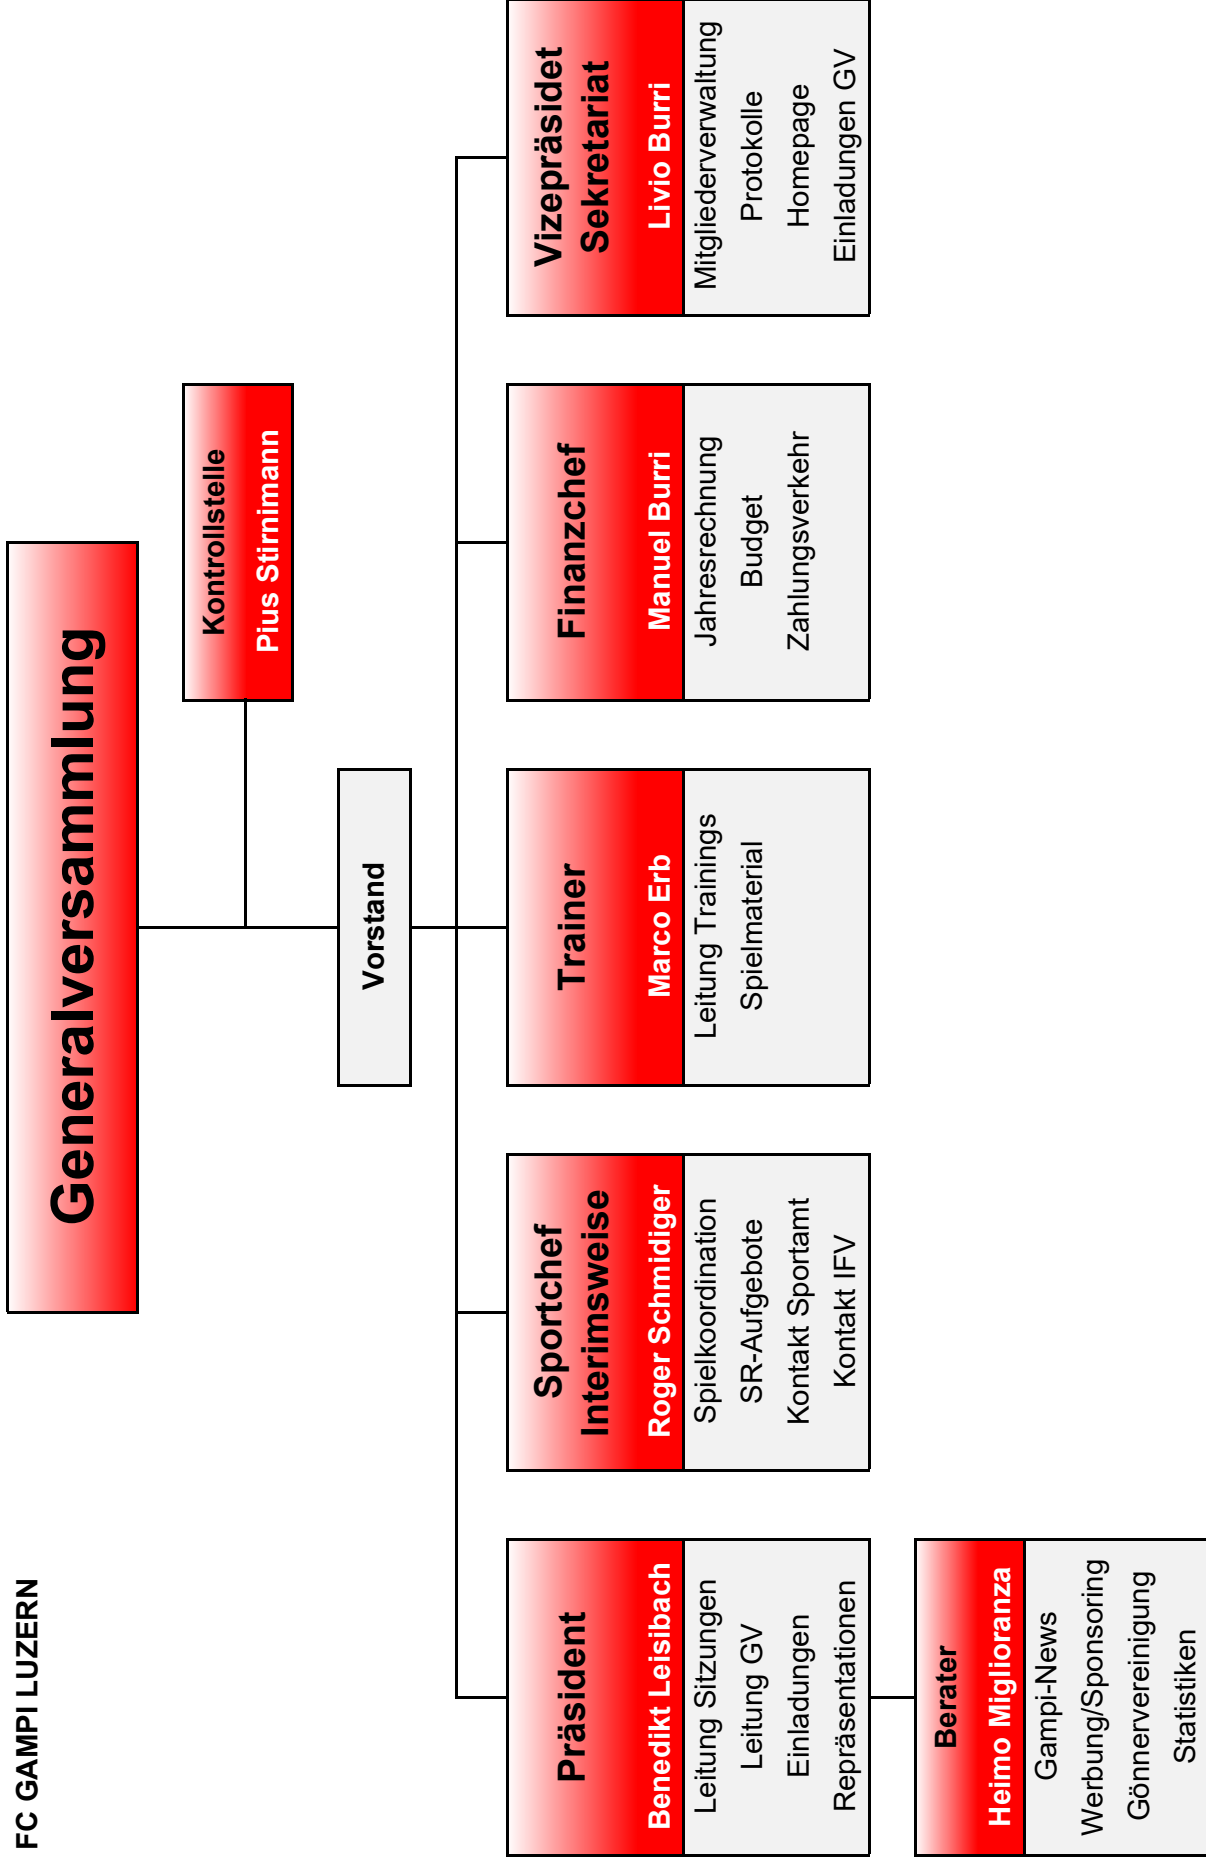 FC GAMPI LUZERN
Generalversammlung
Kontrollstelle
Pius Stirnimann
Vorstand
Präsident
Benedikt Leisibach
Leitung Sitzungen
Leitung GV
Einladungen
Repräsentationen
Berater
Heimo Miglioranza
Gampi-News
Werbung/Sponsoring
Gönnervereinigung
Statistiken
Sportchef
Interimsweise
Roger Schmidiger
Spielkoordination
SR-Aufgebote
Kontakt Sportamt
Kontakt IFV
Trainer
Marco Erb
Leitung Trainings
Spielmaterial
Finanzchef
Manuel Burri
Jahresrechnung
Budget
Zahlungsverkehr
Vizepräsidet
Sekretariat
Livio Burri
Mitgliederverwaltung
Protokolle
Homepage
Einladungen GV